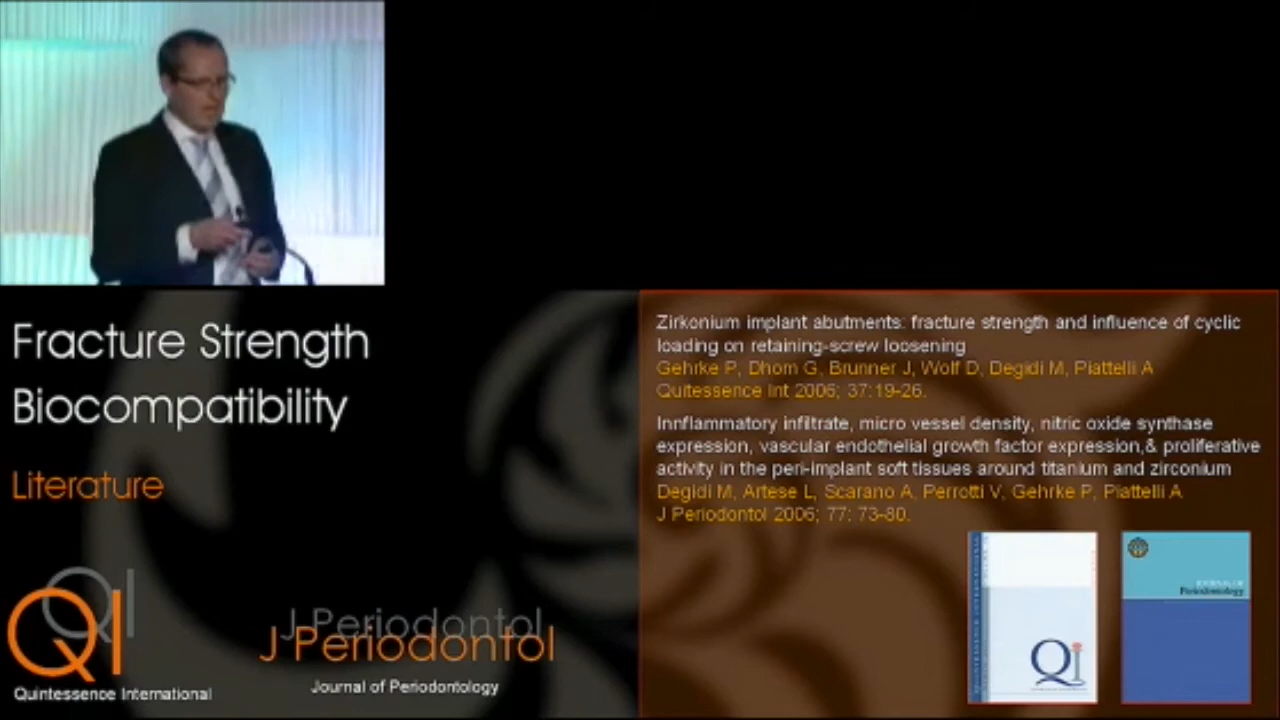 Fracture Strength
Biocompatibility
Literature
QI
QI
Quintessence International
J Periodontol
J Periodontol
Journal of Periodontology
Zirkonium implant abutments: fracture strength and influence of cyclic
loading on retaining-screw loosening
Gehrke P, Dhom G, Brunner J, Wolf D, Degidi M, Piattelli A
Quitessence Int 2006; 37:19-26.
Innflammatory infiltrate, micro vessel density, nitric oxide synthase
expression, vascular endothelial growth factor expression,& proliferative
activity in the peri-implant soft tissues around titanium and zirconium
Degidi M, Artese L, Scarano A, Perrotti V, Gehrke P, Piattelli A
J Periodontol 2006; 77: 73-80.
QI
JOURNAL OF
Periodontology